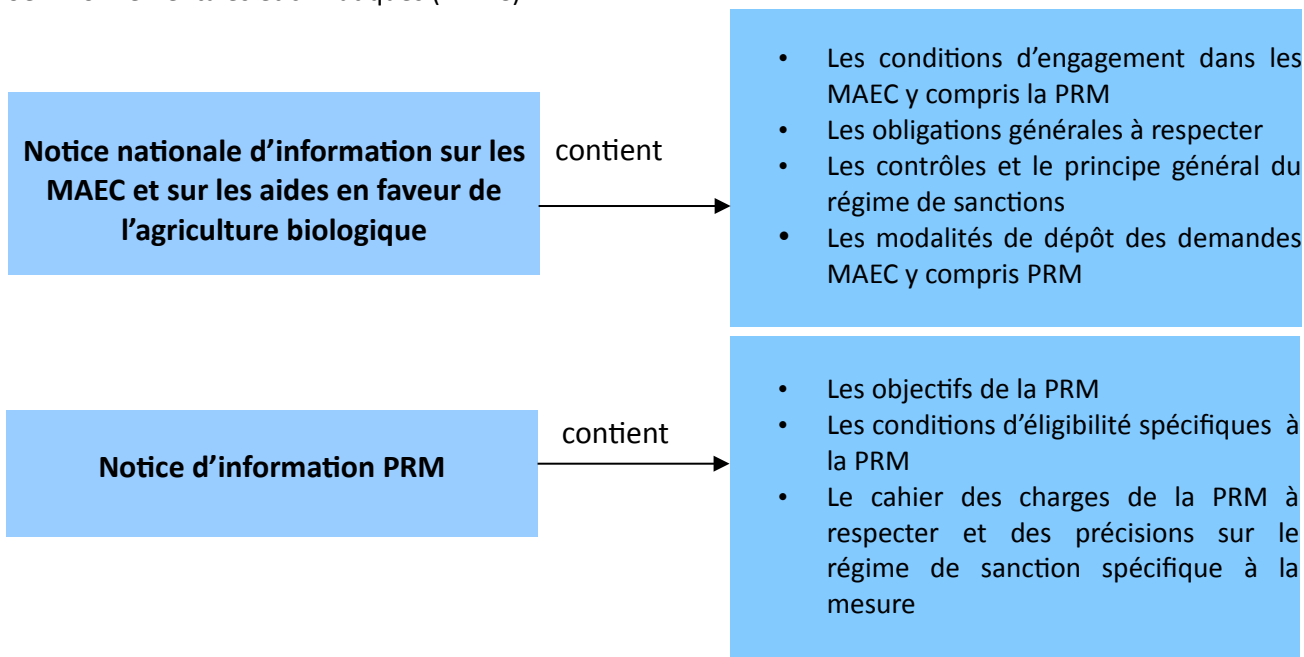 Notice nationale d'information sur les
MAEC et sur les aides en faveur de
l'agriculture biologique
contient
• Les conditions d'engagement dans les
MAEC y compris la PRM
• Les obligations générales à respecter
• Les contrôles et le principe général du
régime de sanctions
• Les modalités de dépôt des demandes
MAEC y compris PRM
Notice d'information PRM
contient
• Les objectifs de la PRM
• Les conditions d'éligibilité spécifiques à
la PRM
• Le cahier des charges de la PRM à
respecter et des précisions sur le
régime de sanction spécifique à la
mesure